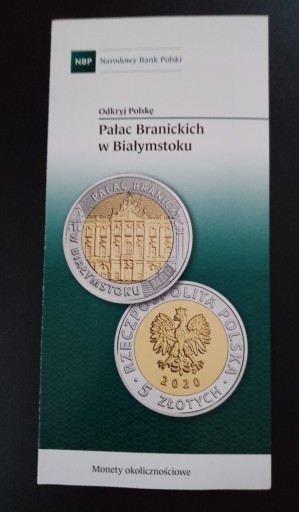 NBP Narodowy Bank Polski
Odkryj Polskę
Pałac Branickich
w Białymstoku
PAŁAC BRANICKICH
W BIAŁYMSTOKU
RZECZPOSPOLITA POLSKA
2020
5 ZŁOTYCH
Monety okolicznościowe